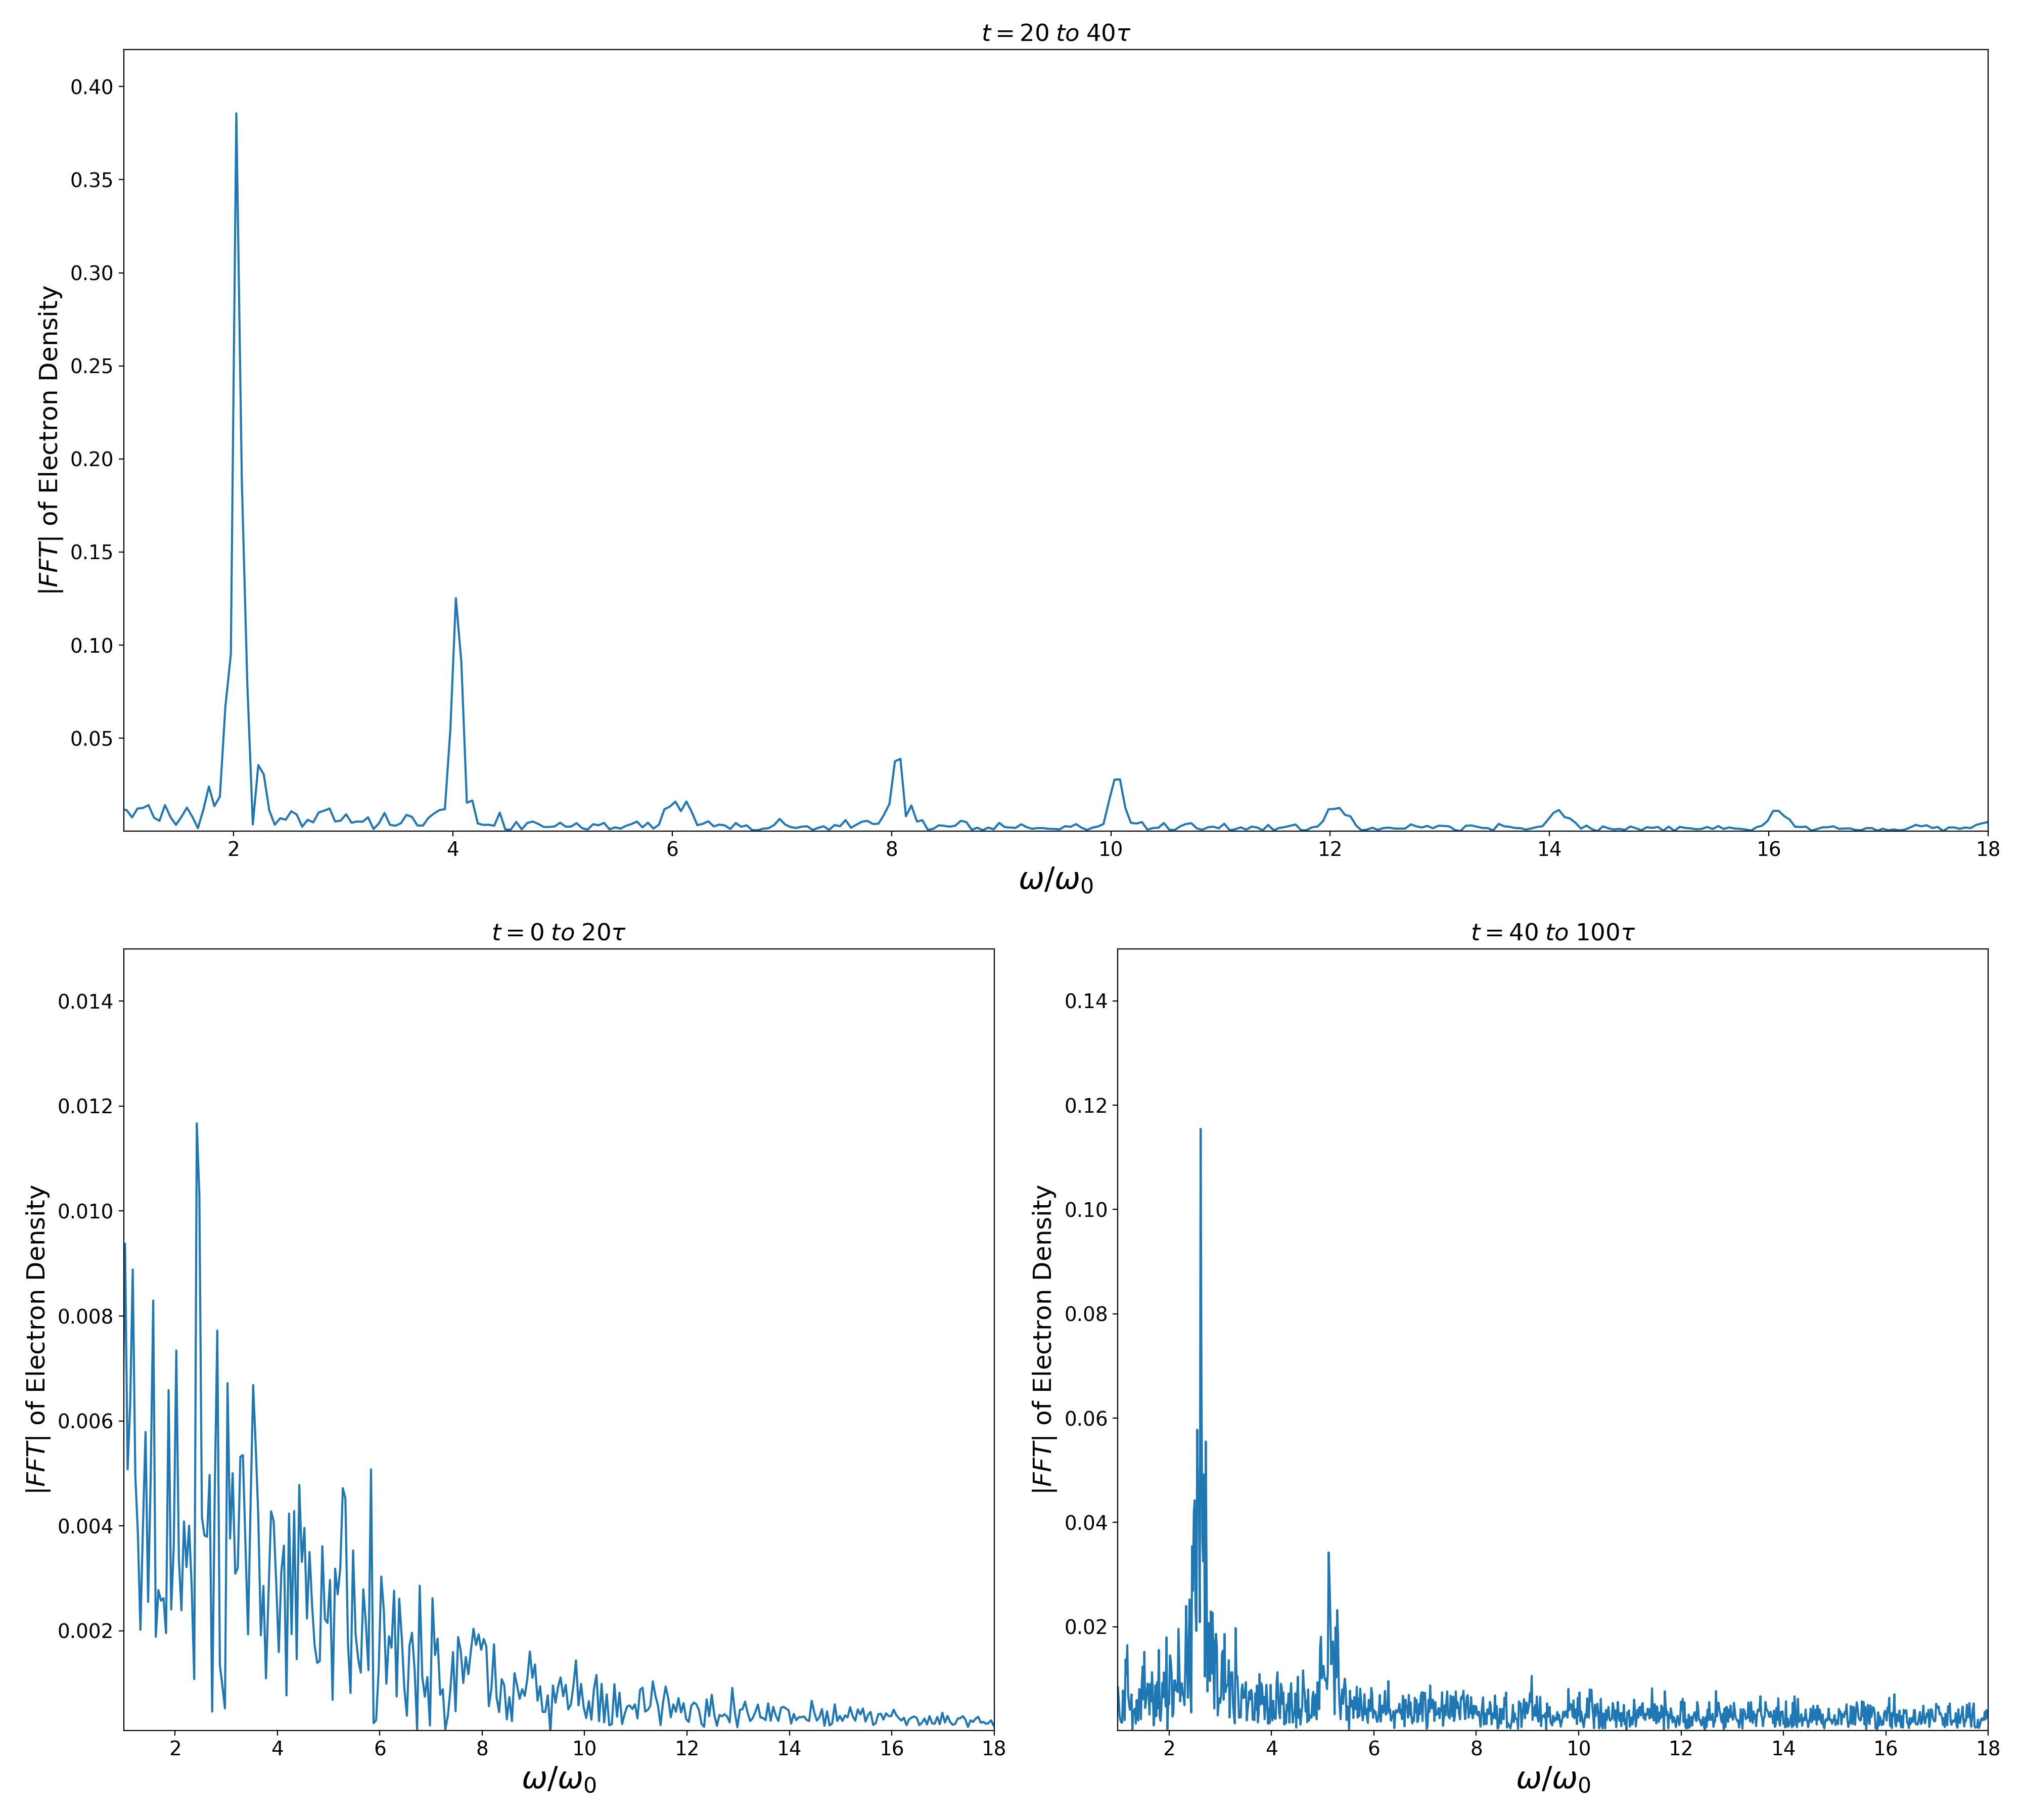 t = 20 to 40τ
0.40
0.35
0.30
0.25
0.20
0.15
0.10
0.05
|FFT| of Electron Density
2 4 6 8 10 12 14 16 18
ω/ω₀
t = 0 to 20τ
0.014
0.012
0.010
0.008
0.006
0.004
0.002
|FFT| of Electron Density
2 4 6 8 10 12 14 16 18
ω/ω₀
t = 40 to 100τ
0.14
0.12
0.10
0.08
0.06
0.04
0.02
|FFT| of Electron Density
2 4 6 8 10 12 14 16 18
ω/ω₀